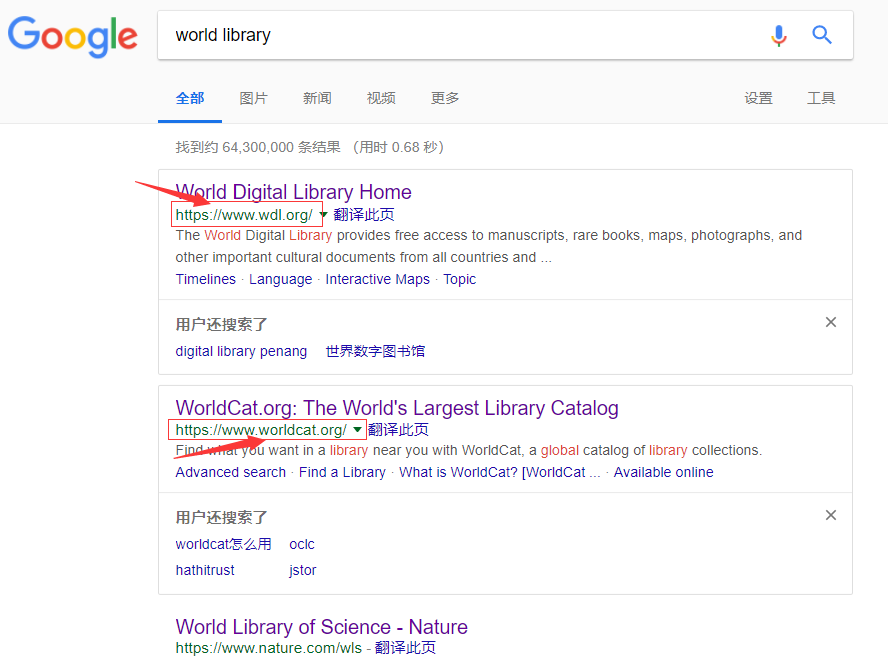 Google
world library
全部 图片 新闻 视频 更多 设置 工具
找到约 64,300,000 条结果 （用时 0.68 秒）
World Digital Library Home
https://www.wdl.org/ 翻译此页
The World Digital Library provides free access to manuscripts, rare books, maps, photographs, and
other important cultural documents from all countries and ...
Timelines · Language · Interactive Maps · Topic
用户还搜索了
digital library penang 世界数字图书馆
WorldCat.org: The World's Largest Library Catalog
https://www.worldcat.org/ 翻译此页
Find what you want in a library near you with WorldCat, a global catalog of library collections.
Advanced search · Find a Library · What is WorldCat? [WorldCat ... · Available online
用户还搜索了
worldcat怎么用 oclc
hathitrust jstor
World Library of Science - Nature
https://www.nature.com/wls - 翻译此页